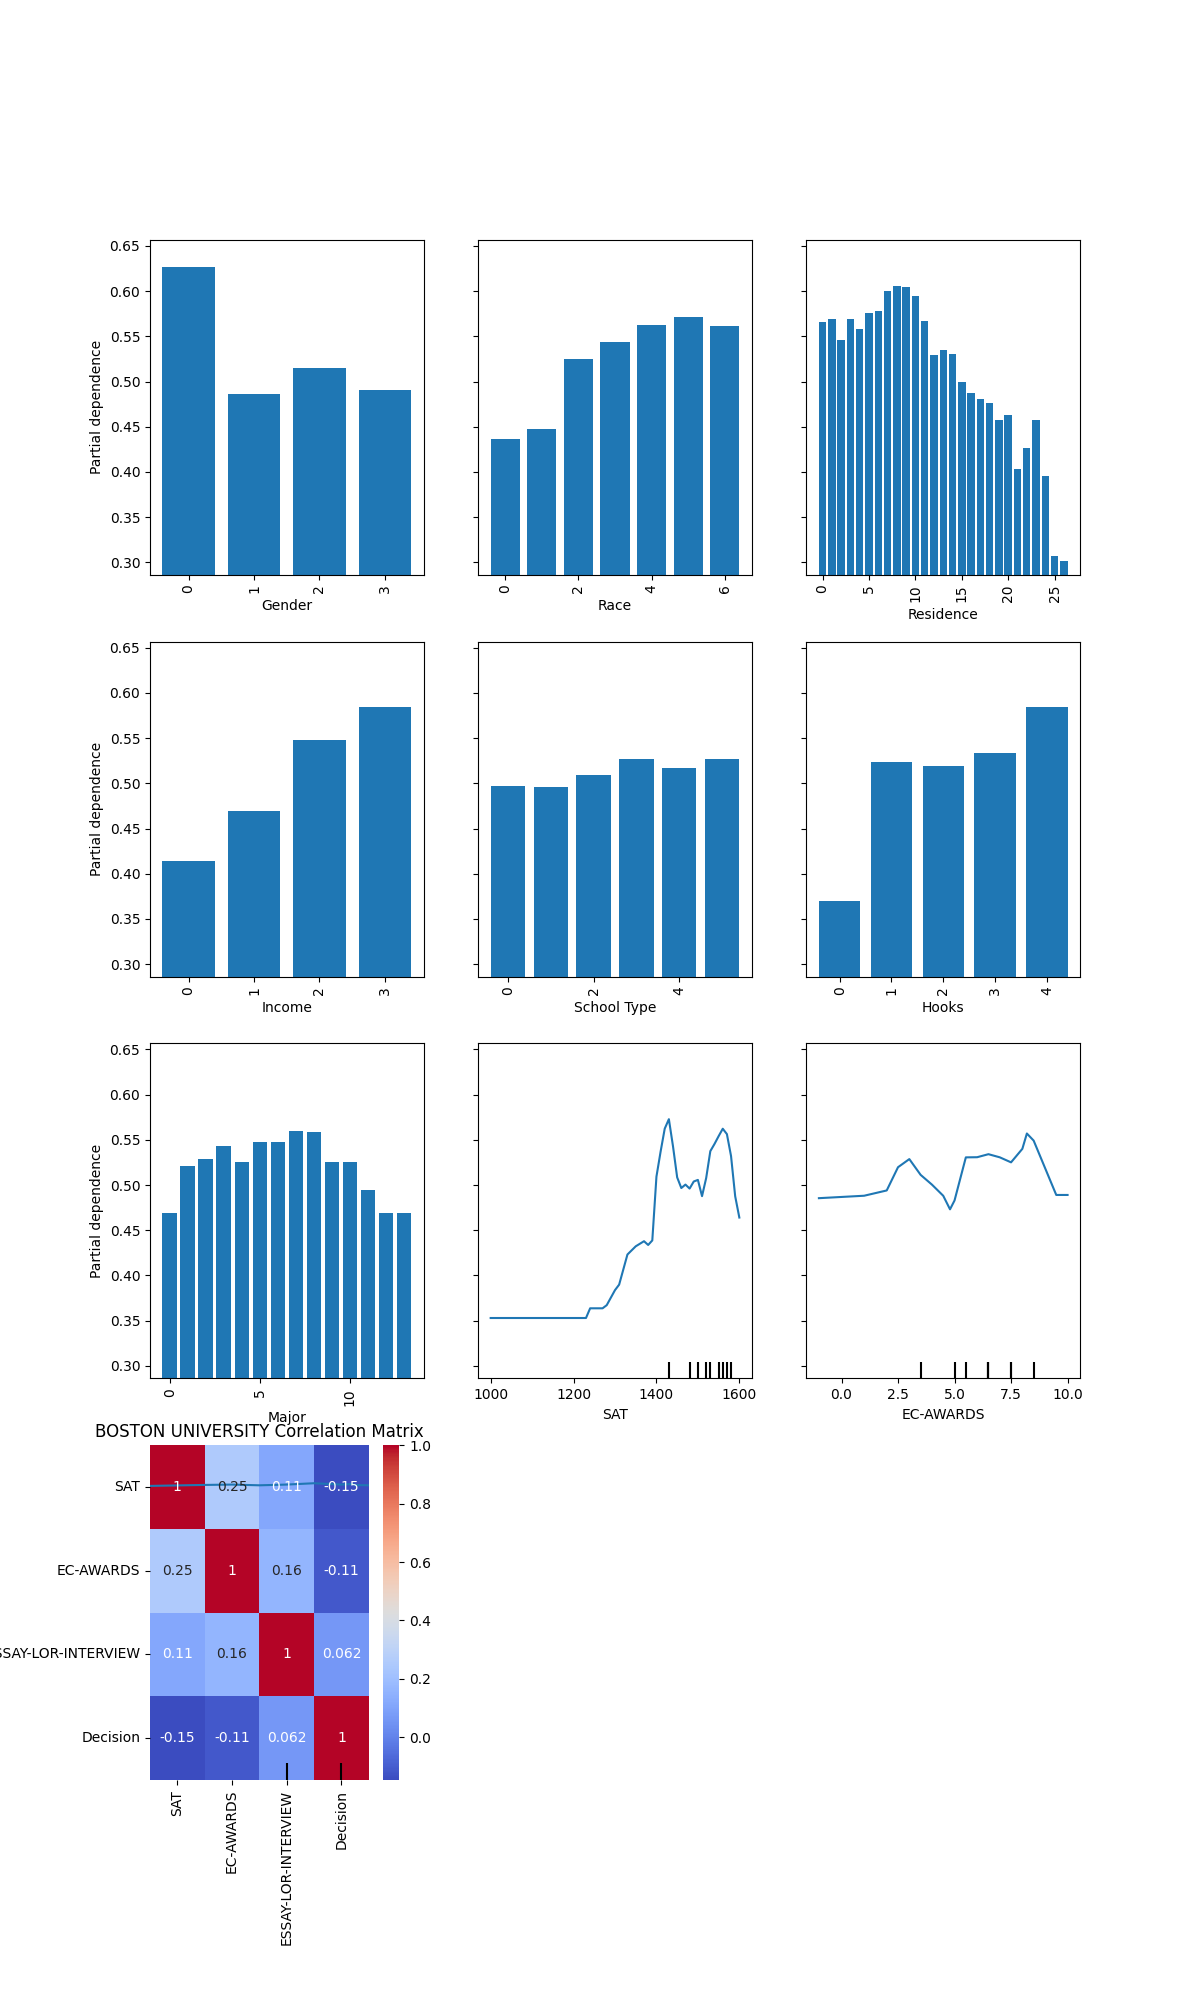 0.65
0.60
0.55
0.50
0.45
0.40
0.35
0.30
Partial dependence
0 1 2 3
Gender
0 2 4 6
Race
0 5 10 15 20 25
Residence
0.65
0.60
0.55
0.50
0.45
0.40
0.35
0.30
Partial dependence
0 1 2 3
Income
0 2 4
School Type
0 1 2 3 4
Hooks
0.65
0.60
0.55
0.50
0.45
0.40
0.35
0.30
Partial dependence
0 5 10
Major
1000 1200 1400 1600
SAT
0.0 2.5 5.0 7.5 10.0
EC-AWARDS
BOSTON UNIVERSITY Correlation Matrix
SAT 1 0.25 0.11 -0.15
EC-AWARDS 0.25 1 0.16 -0.11
SSAY-LOR-INTERVIEW 0.11 0.16 1 0.062
Decision -0.15 -0.11 0.062 1
SAT
EC-AWARDS
ESSAY-LOR-INTERVIEW
Decision
1.0
0.8
0.6
0.4
0.2
0.0